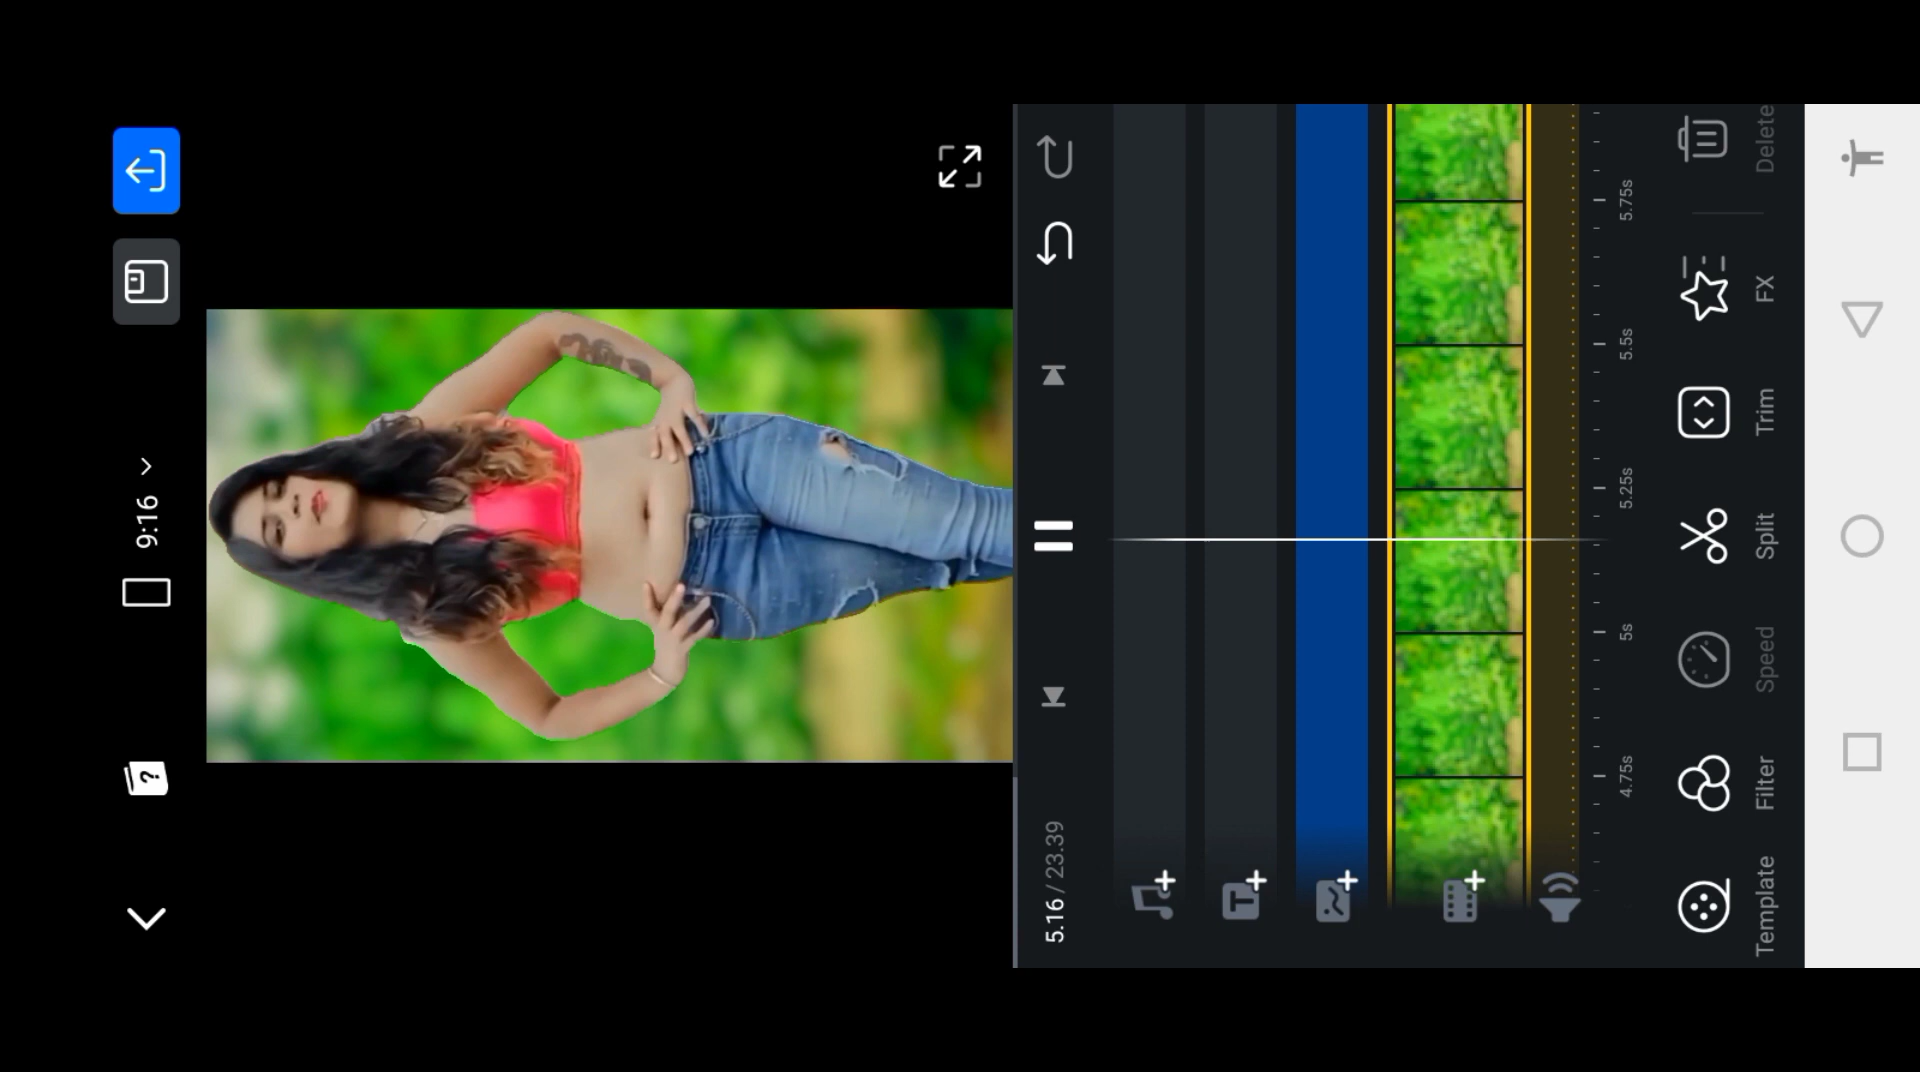 ?
9:16
5.16 / 23.39
T
4.75s
5s
5.25s
5.5s
5.75s
Template
Filter
Speed
Split
Trim
FX
Delete